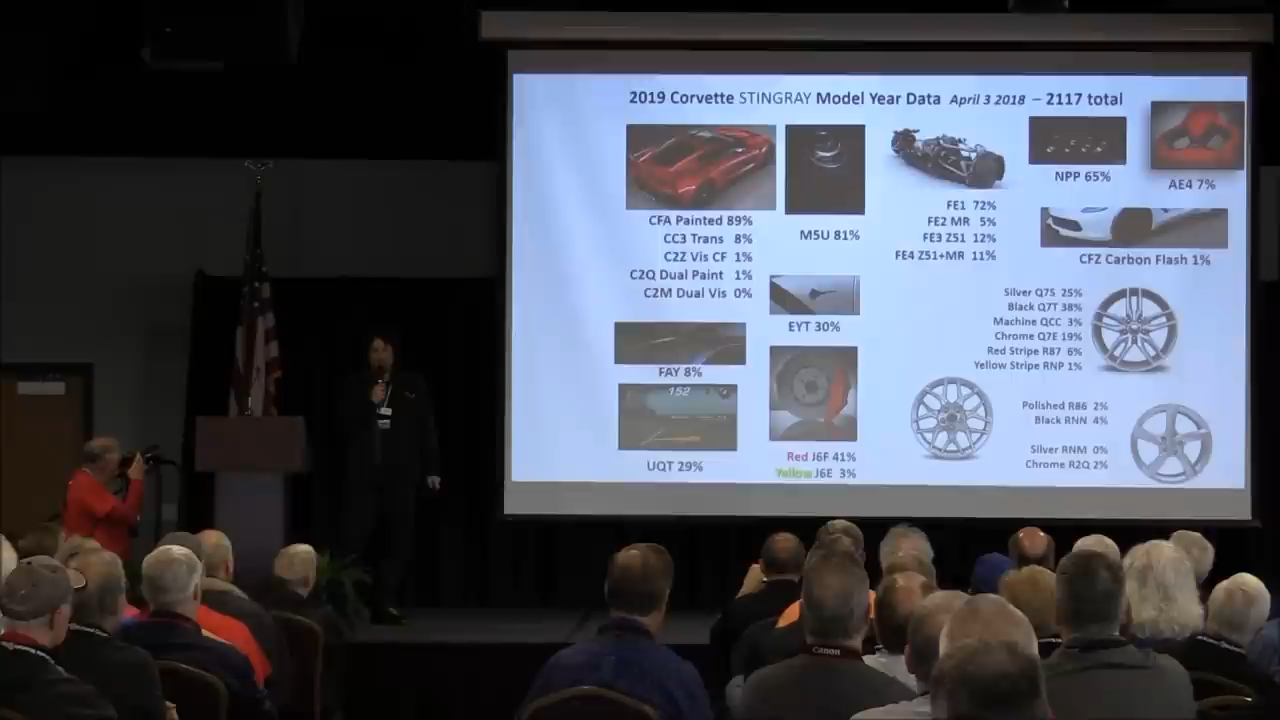 2019 Corvette STINGRAY Model Year Data April 3 2018 – 2117 total
CFA Painted 89%
CC3 Trans 8%
C2Z Vis CF 1%
C2Q Dual Paint 1%
C2M Dual Vis 0%
M5U 81%
FE1 72%
FE2 MR 5%
FE3 Z51 12%
FE4 Z51+MR 11%
NPP 65%
AE4 7%
CFZ Carbon Flash 1%
EYT 30%
FAY 8%
152
UQT 29%
Red J6F 41%
Yellow J6E 3%
Silver Q7S 25%
Black Q7T 38%
Machine QCC 3%
Chrome Q7E 19%
Red Stripe R87 6%
Yellow Stripe RNP 1%
Polished R86 2%
Black RNN 4%
Silver RNM 0%
Chrome R2Q 2%
Canon